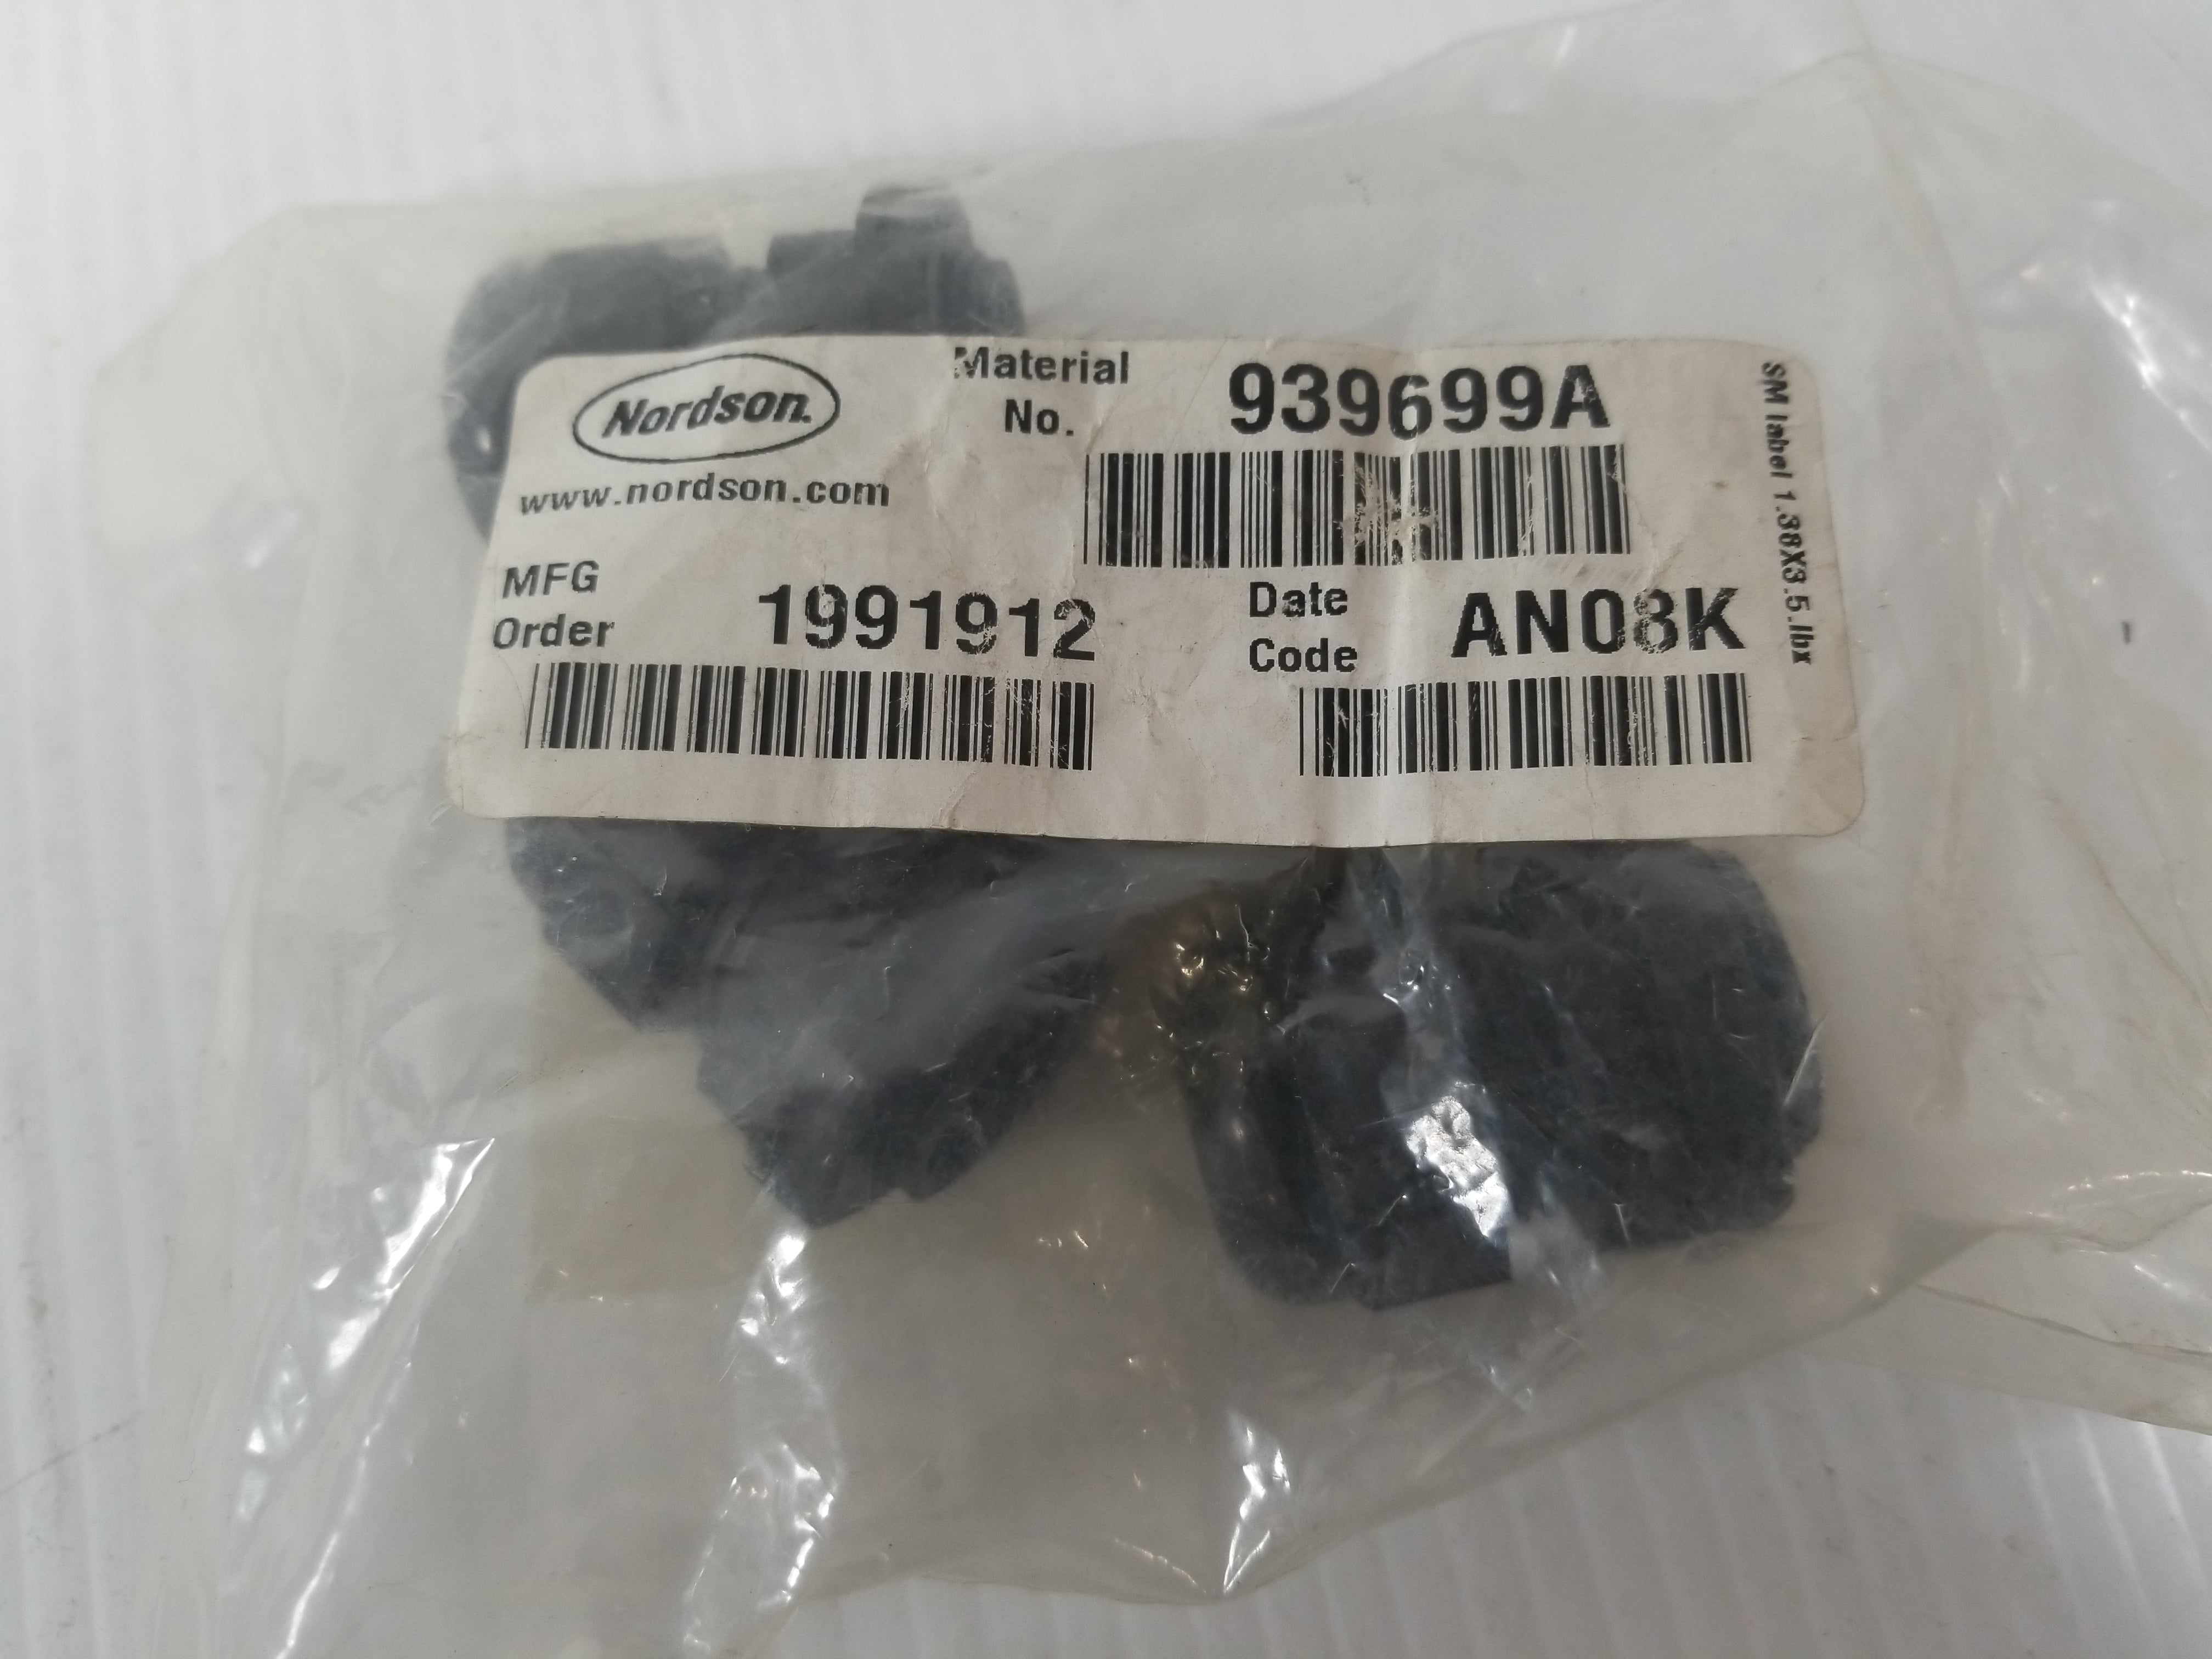 Nordson
www.nordson.com
Material
No.
939699A
MFG
Order
1991912
Date
Code
AN08K
SM label 1.38X3.5.lbx